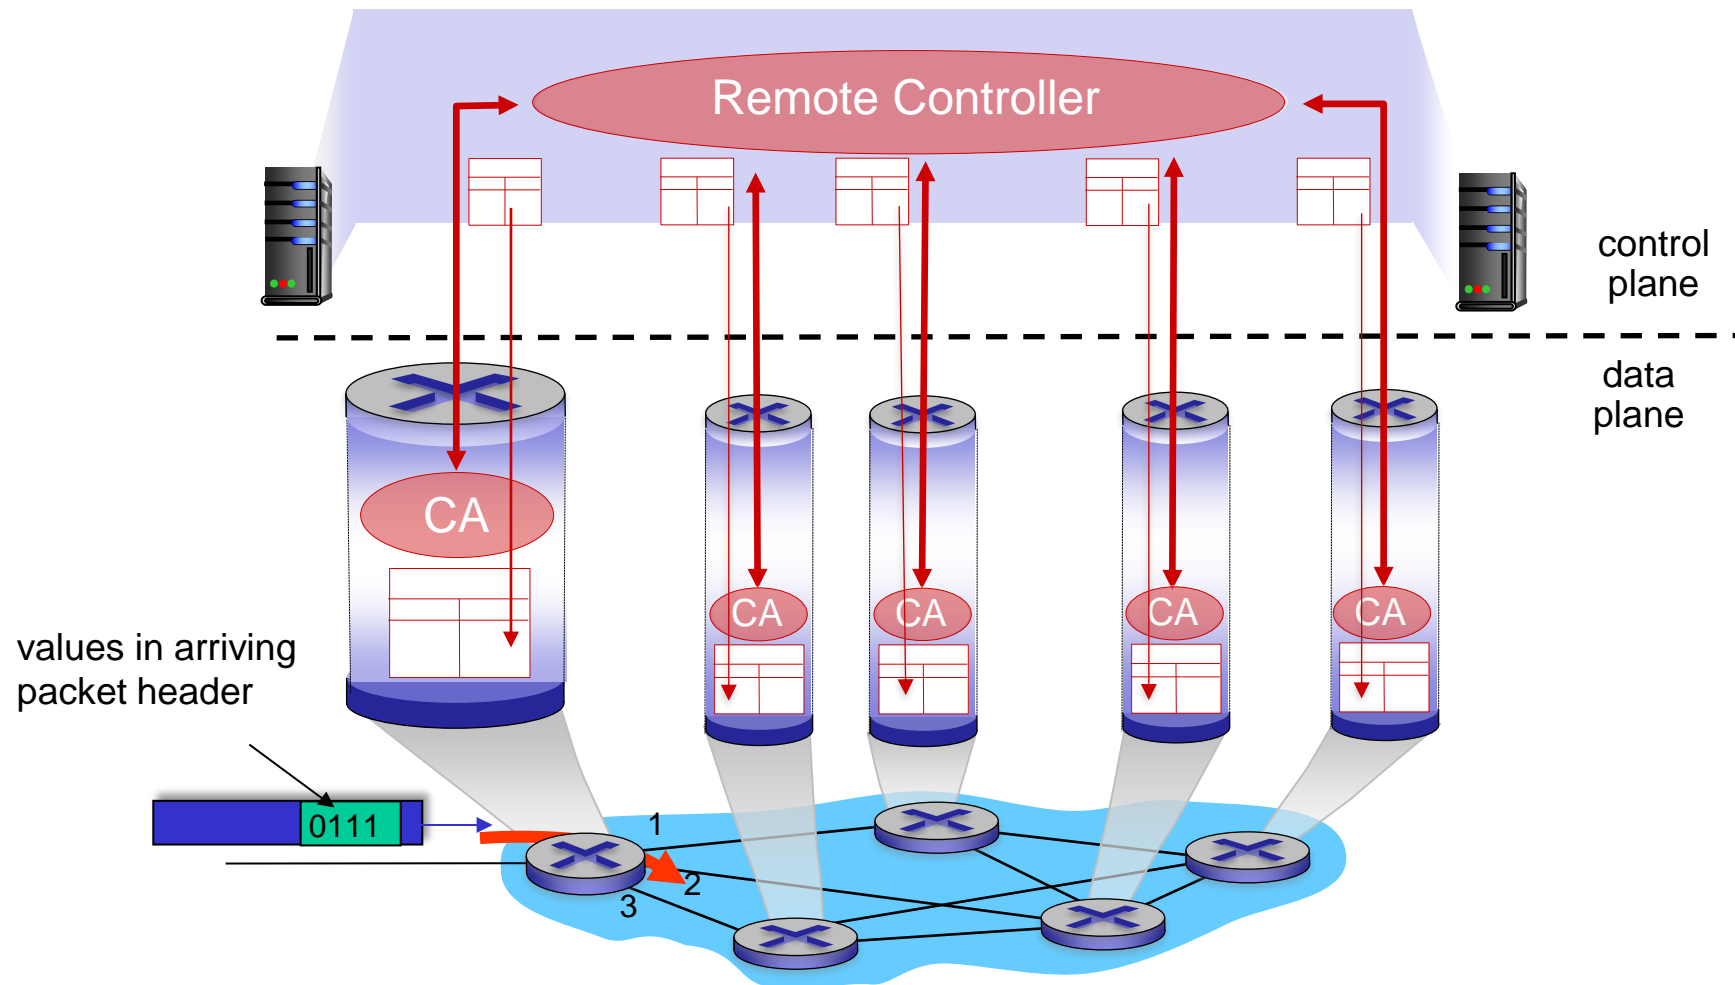 Remote Controller
control
plane
data
plane
CA
CA
CA
CA
CA
values in arriving
packet header
0111
1
2
3